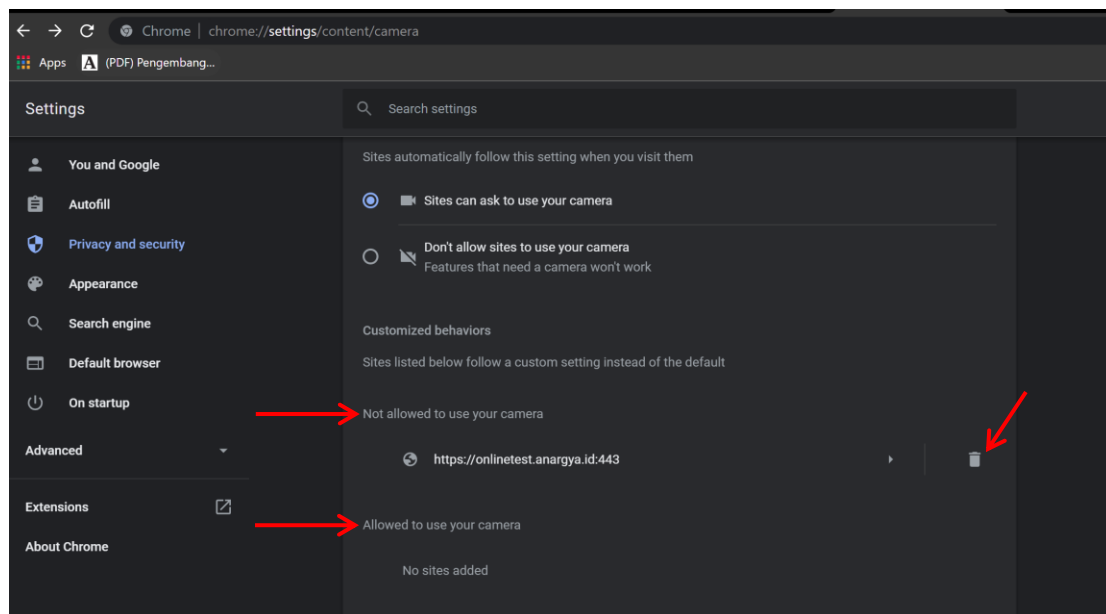 Chrome | chrome://settings/content/camera
Apps A (PDF) Pengembang...
Settings
Search settings
You and Google
Autofill
Privacy and security
Appearance
Search engine
Default browser
On startup
Advanced
Extensions
About Chrome
Sites automatically follow this setting when you visit them
Sites can ask to use your camera
Don't allow sites to use your camera
Features that need a camera won't work
Customized behaviors
Sites listed below follow a custom setting instead of the default
Not allowed to use your camera
https://onlinetest.anargya.id:443
Allowed to use your camera
No sites added